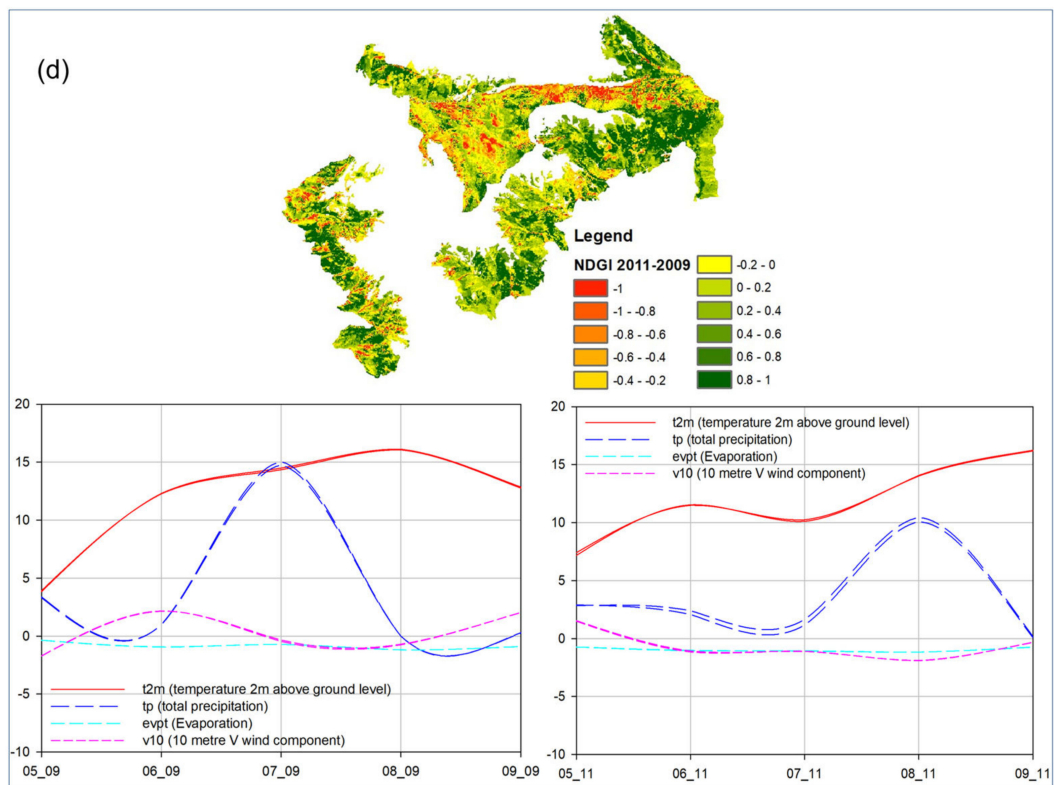 (d)
Legend
NDGI 2011-2009
-1
-1 - -0.8
-0.8 - -0.6
-0.6 - -0.4
-0.4 - -0.2
-0.2 - 0
0 - 0.2
0.2 - 0.4
0.4 - 0.6
0.6 - 0.8
0.8 - 1
20
15
10
5
0
-5
-10
t2m (temperature 2m above ground level)
tp (total precipitation)
evpt (Evaporation)
v10 (10 metre V wind component)
05_09
06_09
07_09
08_09
09_09
20
15
10
5
0
-5
-10
t2m (temperature 2m above ground level)
tp (total precipitation)
evpt (Evaporation)
v10 (10 metre V wind component)
05_11
06_11
07_11
08_11
09_11